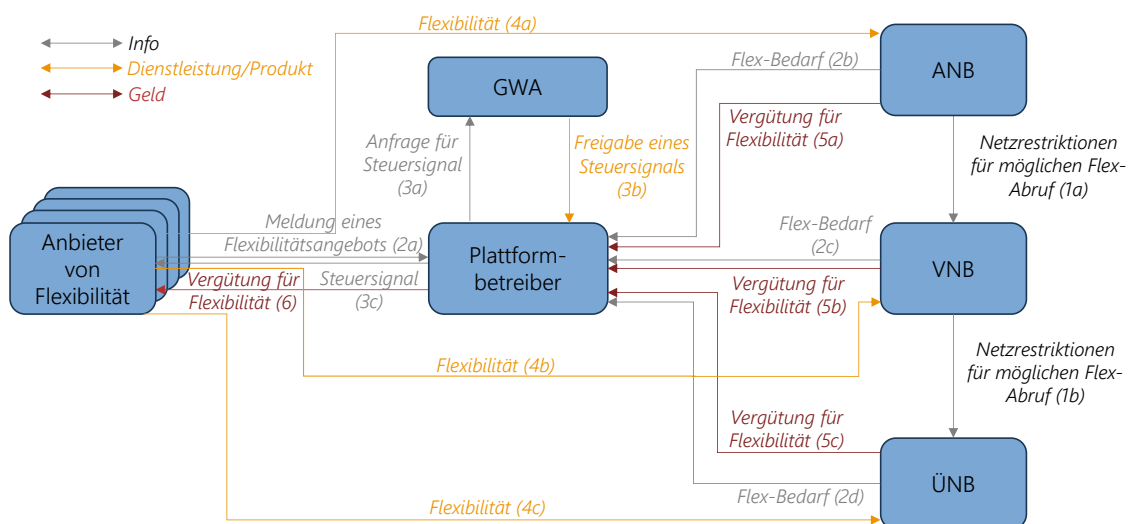 Flexibilität (4a)
Info
Dienstleistung/Produkt
Geld
GWA
Flex-Bedarf (2b)
ANB
Vergütung für
Flexibilität (5a)
Anfrage für
Steuersignal
(3a)
Freigabe eines
Steuersignals
(3b)
Netzrestriktionen
für möglichen Flex-
Abruf (1a)
Anbieter
von
Flexibilität
Meldung eines
Flexibilitätsangebots (2a)
Vergütung für
Flexibilität (6)
Steuersignal
(3c)
Plattform-
betreiber
Flex-Bedarf
(2c)
Vergütung für
Flexibilität (5b)
VNB
Flexibilität (4b)
Netzrestriktionen
für möglichen Flex-
Abruf (1b)
Vergütung für
Flexibilität (5c)
Flex-Bedarf (2d)
ÜNB
Flexibilität (4c)